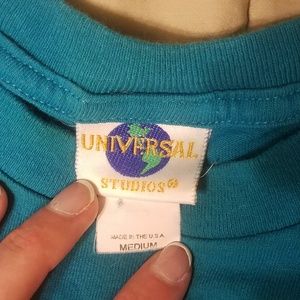 UNIVERSAL
STUDIOS
MADE IN THE U.S.A.
MEDIUM